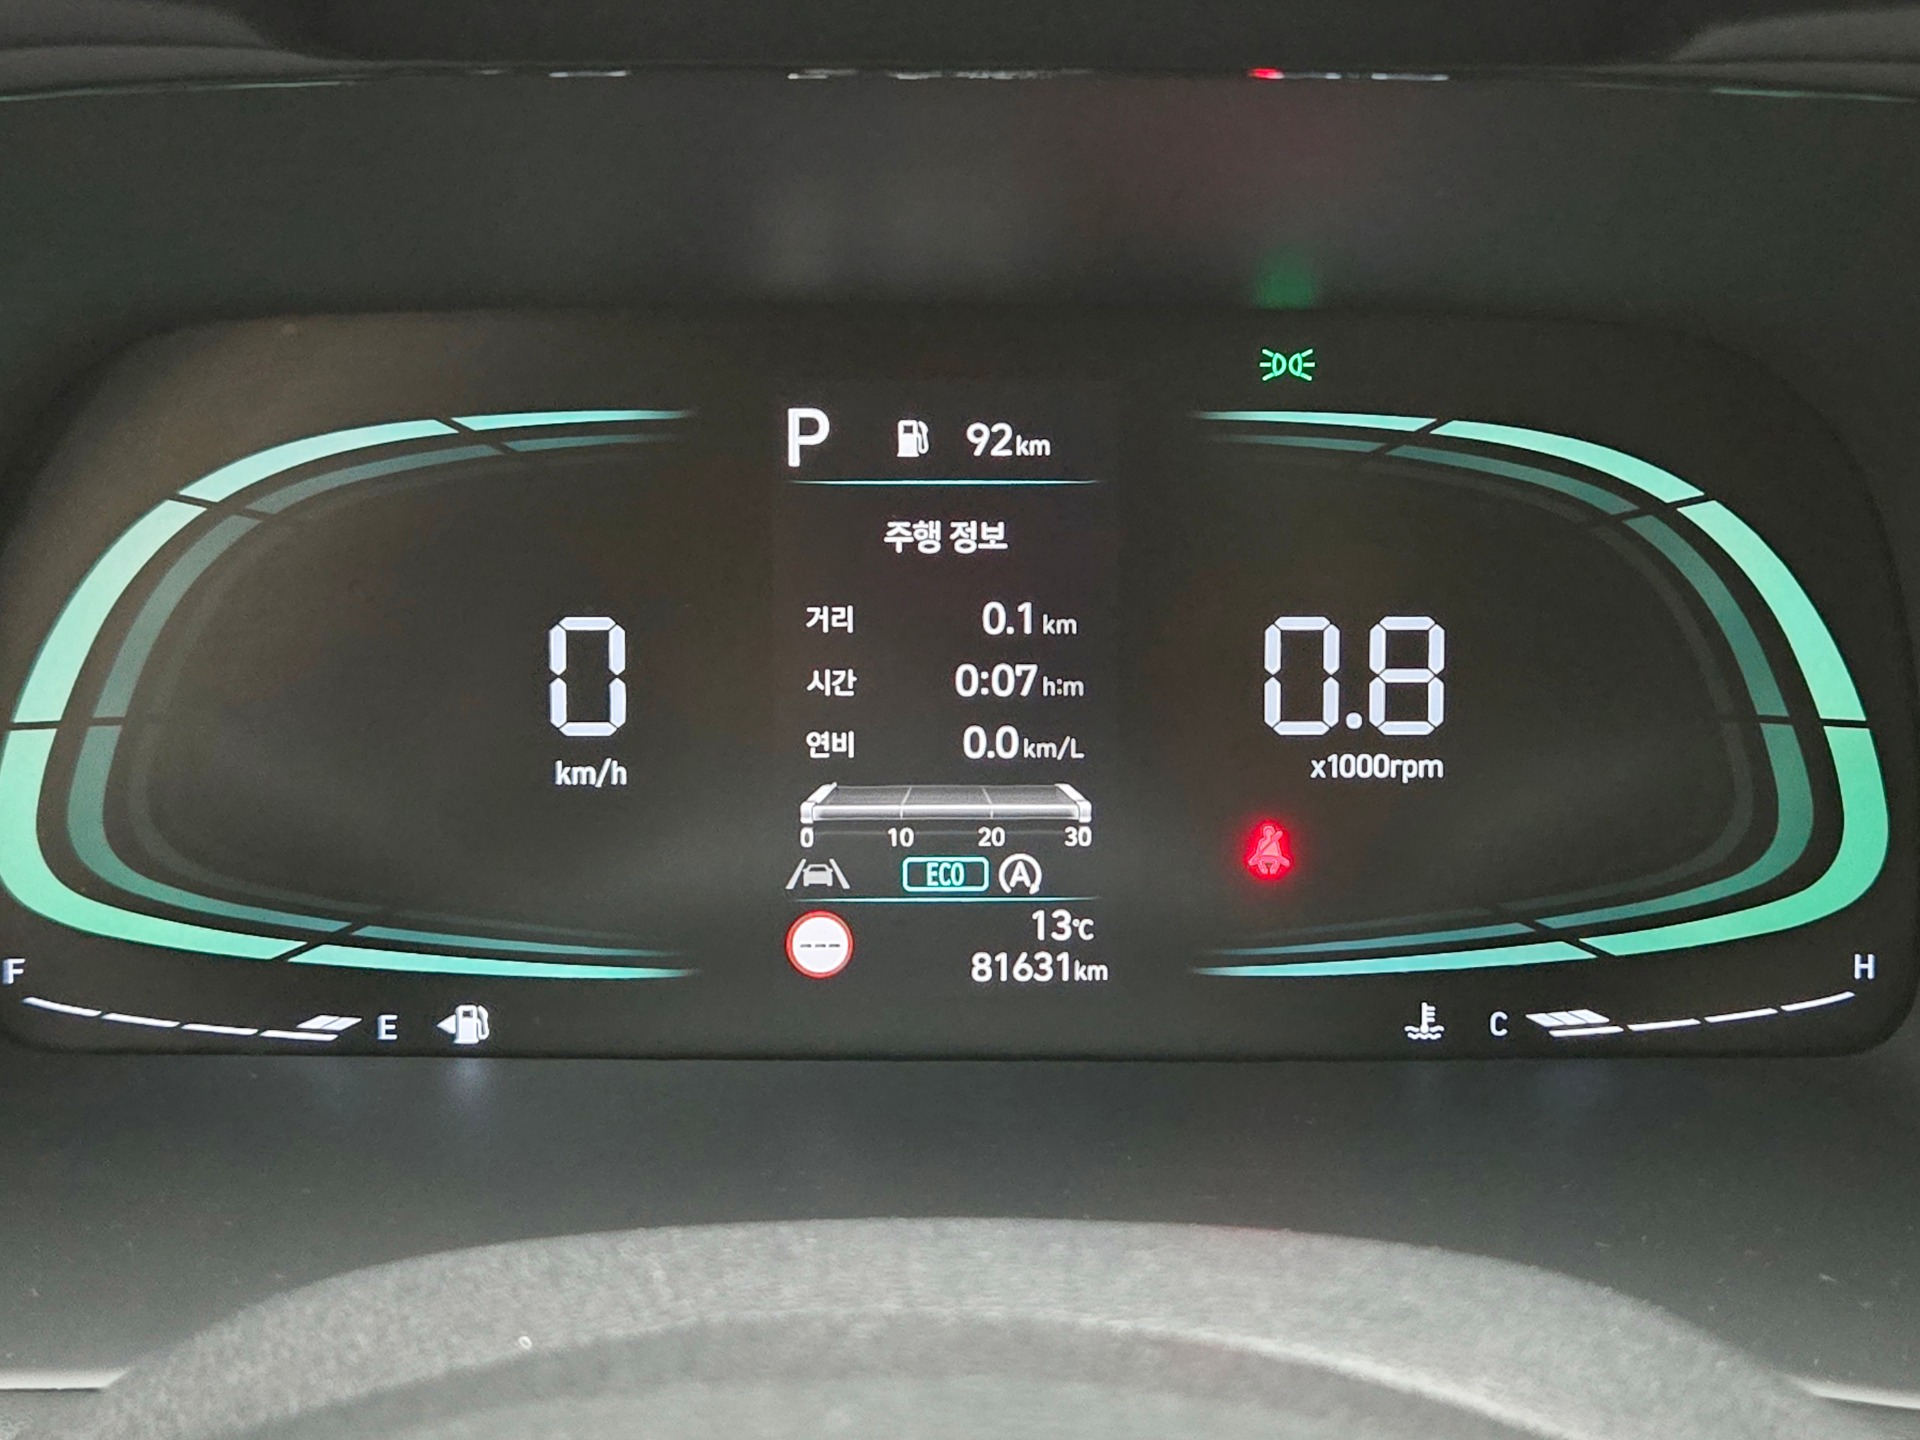 P 92km
주행 정보
거리 0.1 km
시간 0:07 h:m
연비 0.0 km/L
0 10 20 30
ECO A
---
13℃
81631km
0
km/h
0.8
x1000rpm
F E
C H